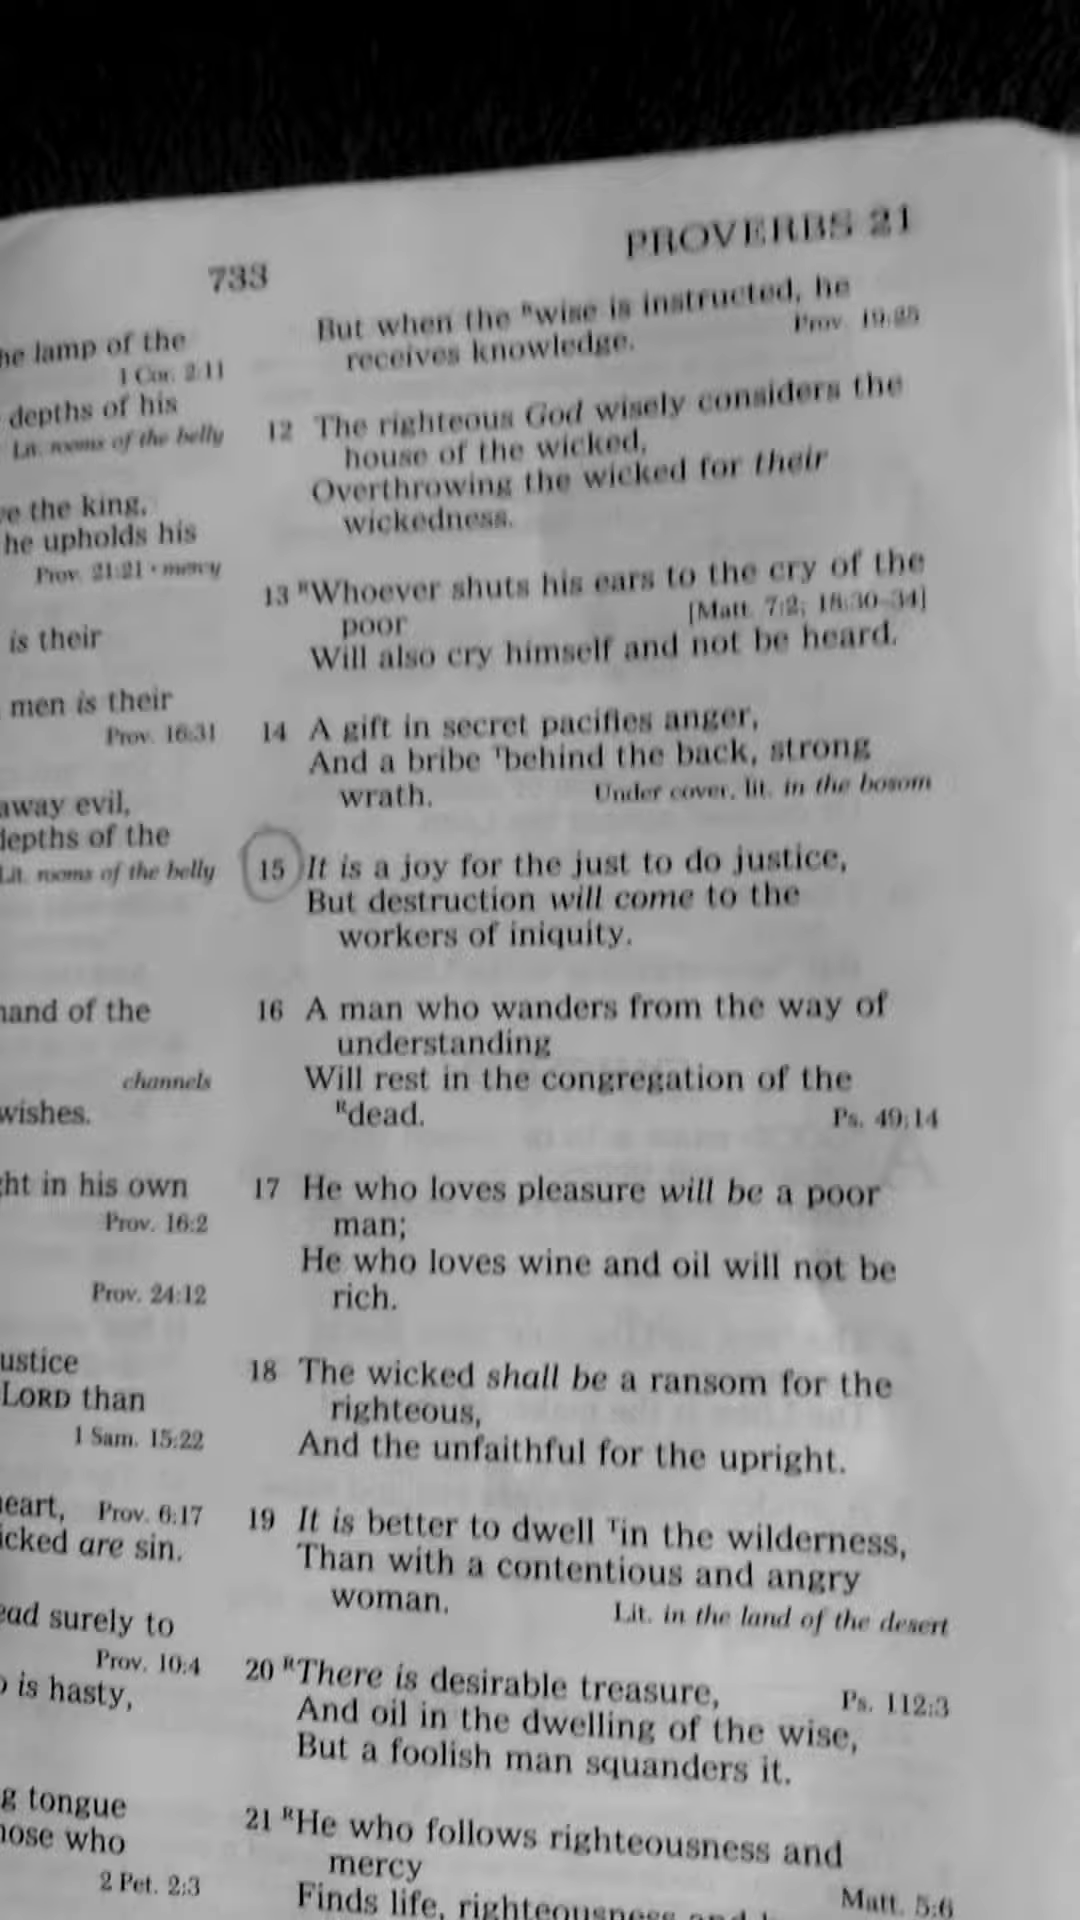 733
PROVERBS 21
he lamp of the
1 Cor. 2:11
depths of his
Lit. rooms of the belly
ve the king,
he upholds his
Prov. 21:21 • mercy
is their
men is their
Prov. 16:31
away evil,
depths of the
Lit. rooms of the belly
hand of the
channels
wishes.
ght in his own
Prov. 16:2
Prov. 24:12
ustice
LORD than
1 Sam. 15:22
heart, Prov. 6:17
icked are sin.
ead surely to
Prov. 10:4
o is hasty,
g tongue
hose who
2 Pet. 2:3
But when the ᴿwise is instructed, he
receives knowledge. Prov. 19:25
12 The righteous God wisely considers the
house of the wicked,
Overthrowing the wicked for their
wickedness.
13 ᴿWhoever shuts his ears to the cry of the
poor [Matt. 7:2; 18:30–34]
Will also cry himself and not be heard.
14 A gift in secret pacifies anger,
And a bribe ᵀbehind the back, strong
wrath. Under cover, lit. in the bosom
15 It is a joy for the just to do justice,
But destruction will come to the
workers of iniquity.
16 A man who wanders from the way of
understanding
Will rest in the congregation of the
ᴿdead. Ps. 49:14
17 He who loves pleasure will be a poor
man;
He who loves wine and oil will not be
rich.
18 The wicked shall be a ransom for the
righteous,
And the unfaithful for the upright.
19 It is better to dwell ᵀin the wilderness,
Than with a contentious and angry
woman. Lit. in the land of the desert
20 ᴿThere is desirable treasure, Ps. 112:3
And oil in the dwelling of the wise,
But a foolish man squanders it.
21 ᴿHe who follows righteousness and
mercy Matt. 5:6
Finds life, righteousness and